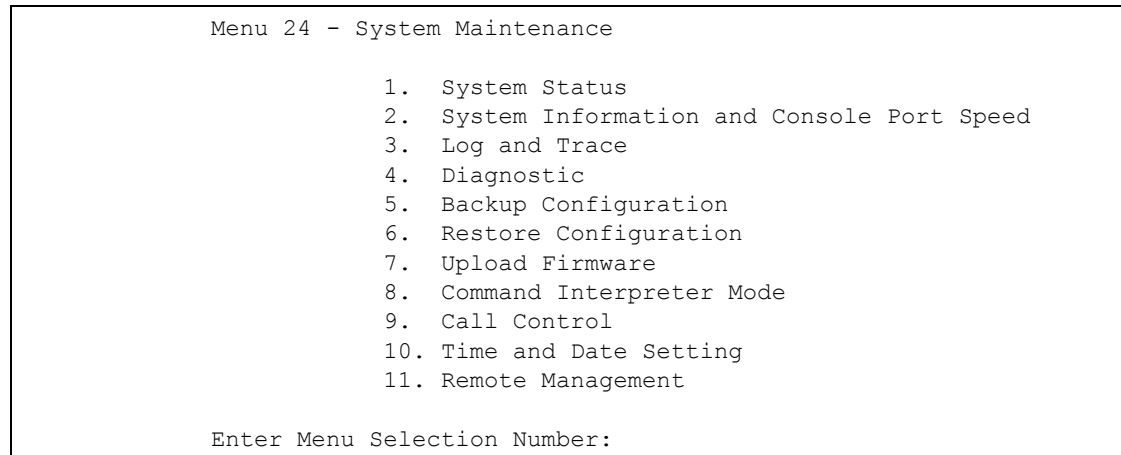 Menu 24 - System Maintenance
1. System Status
2. System Information and Console Port Speed
3. Log and Trace
4. Diagnostic
5. Backup Configuration
6. Restore Configuration
7. Upload Firmware
8. Command Interpreter Mode
9. Call Control
10. Time and Date Setting
11. Remote Management
Enter Menu Selection Number: